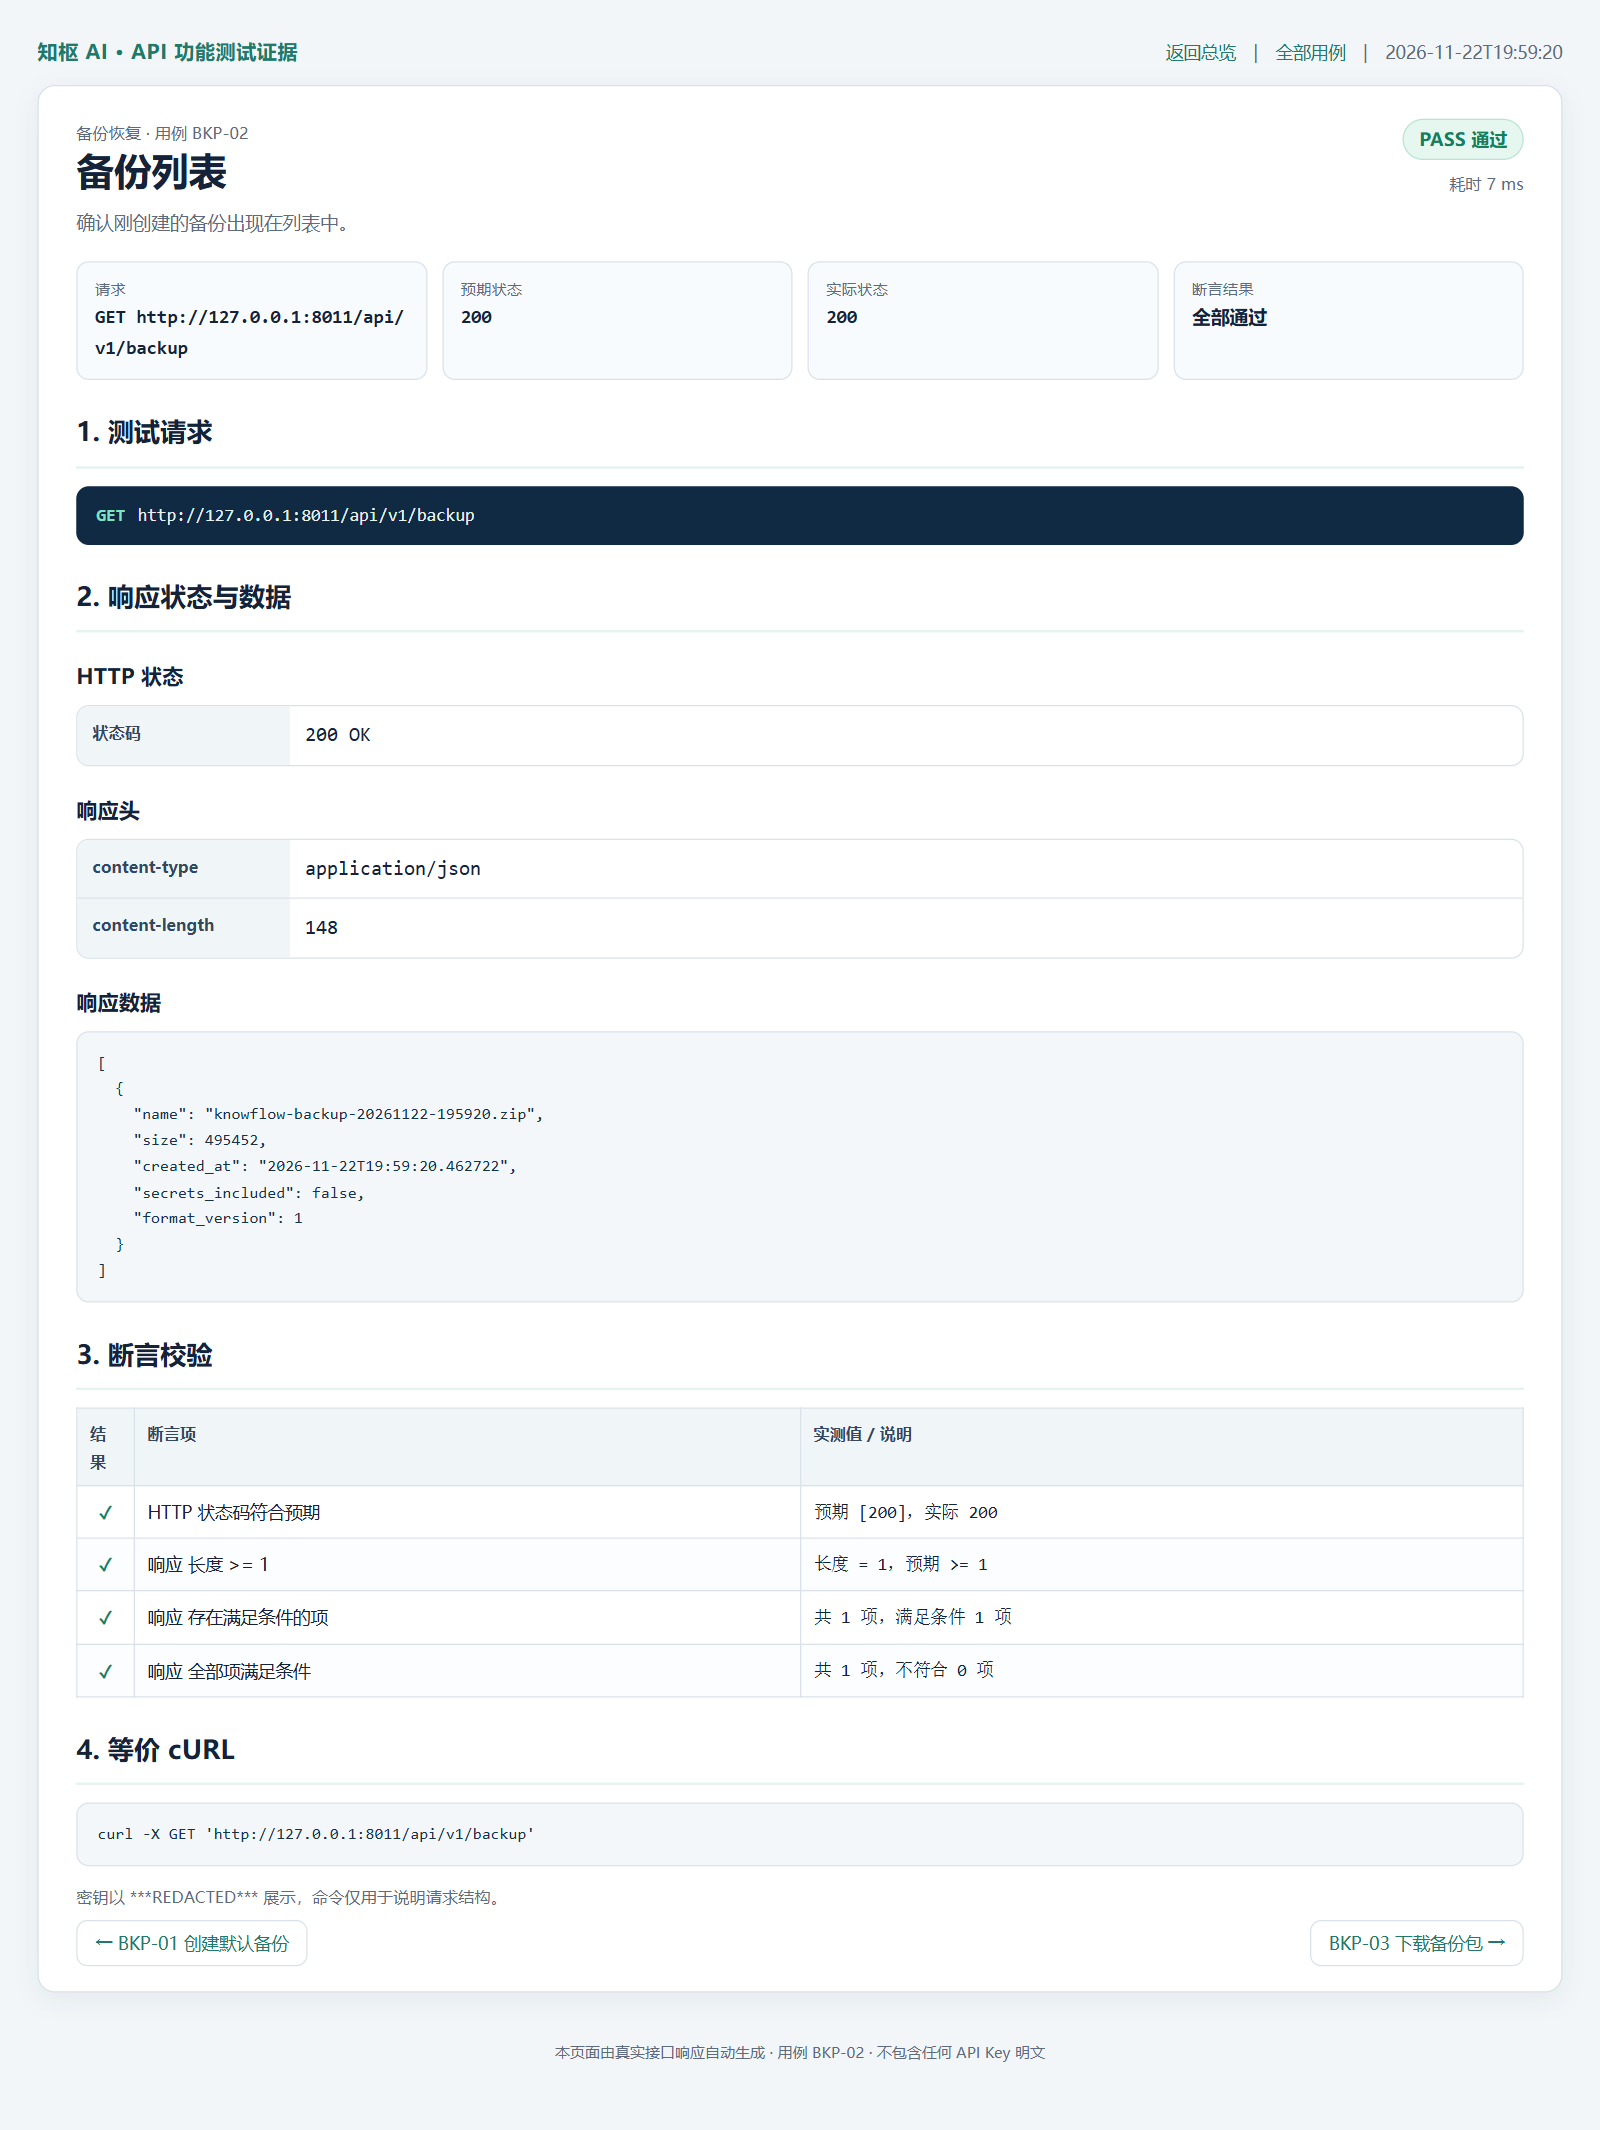 知枢 AI · API 功能测试证据
返回总览 | 全部用例 | 2026-11-22T19:59:20
备份恢复 · 用例 BKP-02
备份列表
确认刚创建的备份出现在列表中。
PASS 通过
耗时 7 ms
请求
GET http://127.0.0.1:8011/api/
v1/backup
预期状态
200
实际状态
200
断言结果
全部通过
1. 测试请求
GET http://127.0.0.1:8011/api/v1/backup
2. 响应状态与数据
HTTP 状态
状态码 200 OK
响应头
content-type application/json
content-length 148
响应数据
[
  {
    "name": "knowflow-backup-20261122-195920.zip",
    "size": 495452,
    "created_at": "2026-11-22T19:59:20.462722",
    "secrets_included": false,
    "format_version": 1
  }
]
3. 断言校验
结果 断言项 实测值 / 说明
✓ HTTP 状态码符合预期 预期 [200]，实际 200
✓ 响应 长度 >= 1 长度 = 1，预期 >= 1
✓ 响应 存在满足条件的项 共 1 项，满足条件 1 项
✓ 响应 全部项满足条件 共 1 项，不符合 0 项
4. 等价 cURL
curl -X GET 'http://127.0.0.1:8011/api/v1/backup'
密钥以 ***REDACTED*** 展示，命令仅用于说明请求结构。
← BKP-01 创建默认备份
BKP-03 下载备份包 →
本页面由真实接口响应自动生成 · 用例 BKP-02 · 不包含任何 API Key 明文